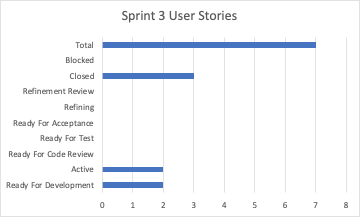 Sprint 3 User Stories
Total
Blocked
Closed
Refinement Review
Refining
Ready For Acceptance
Ready For Test
Ready For Code Review
Active
Ready For Development
0 1 2 3 4 5 6 7 8